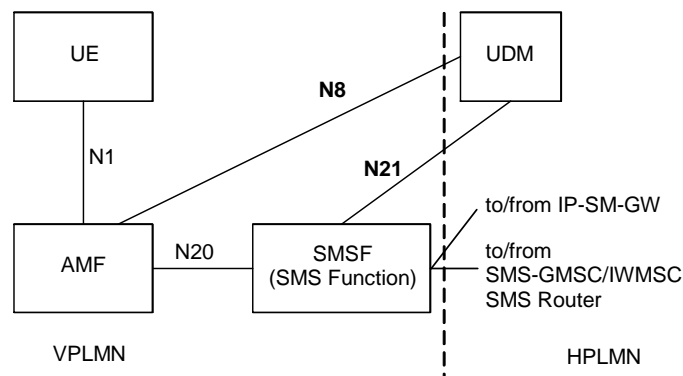 UE
UDM
N8
N1
N21
to/from IP-SM-GW
AMF
N20
SMSF
(SMS Function)
to/from
SMS-GMSC/IWMSC
SMS Router
VPLMN
HPLMN